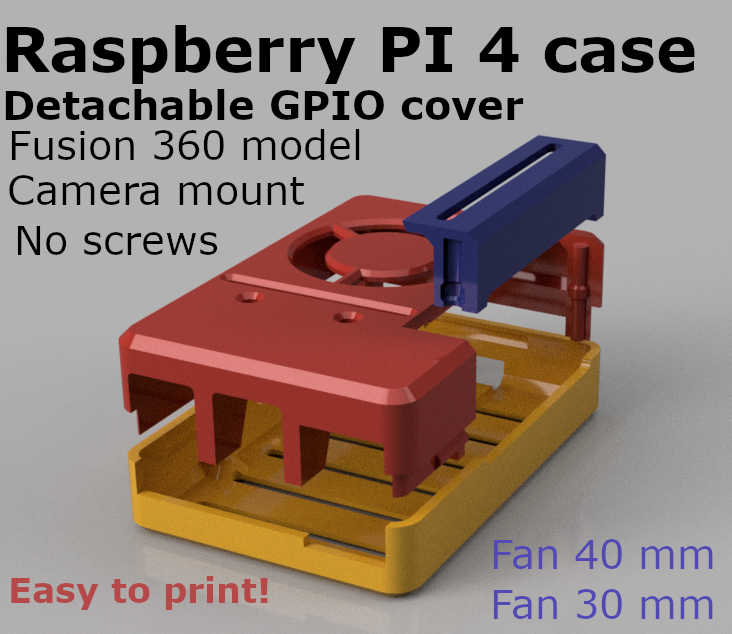 Raspberry PI 4 case
Detachable GPIO cover
Fusion 360 model
Camera mount
No screws
Easy to print!
Fan 40 mm
Fan 30 mm